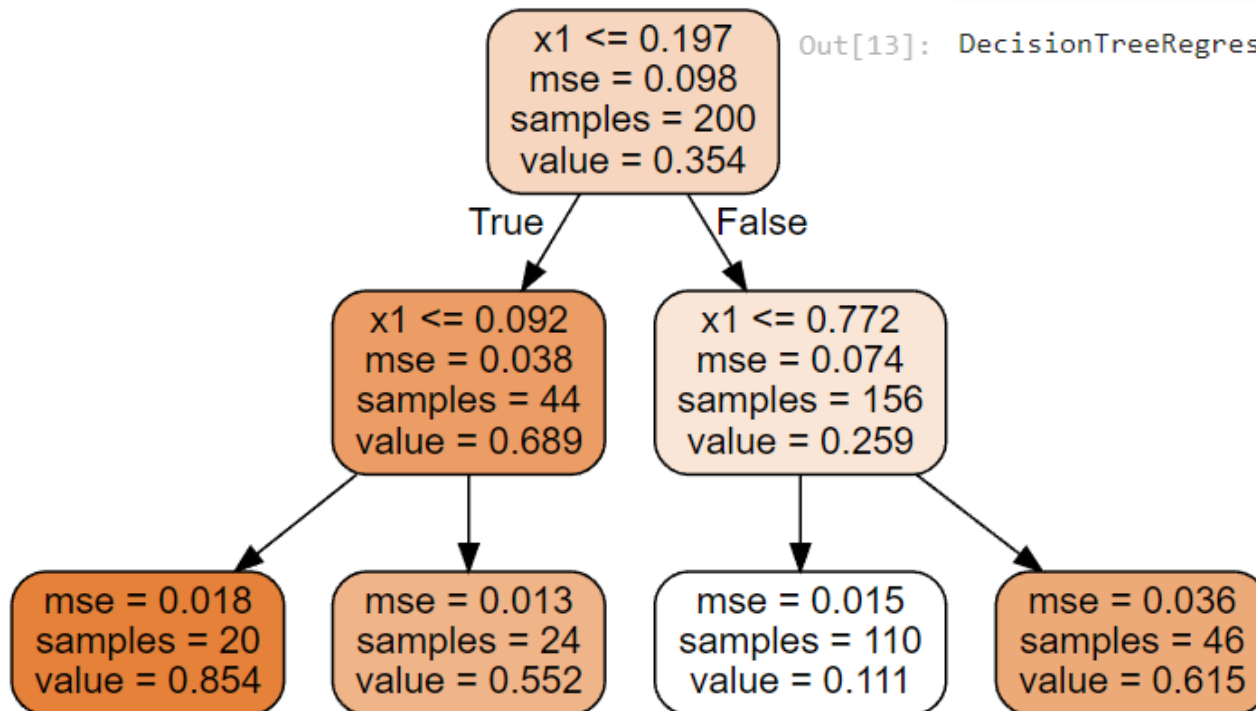 x1 <= 0.197
mse = 0.098
samples = 200
value = 0.354
Out[13]: DecisionTreeRegres
True
False
x1 <= 0.092
mse = 0.038
samples = 44
value = 0.689
x1 <= 0.772
mse = 0.074
samples = 156
value = 0.259
mse = 0.018
samples = 20
value = 0.854
mse = 0.013
samples = 24
value = 0.552
mse = 0.015
samples = 110
value = 0.111
mse = 0.036
samples = 46
value = 0.615